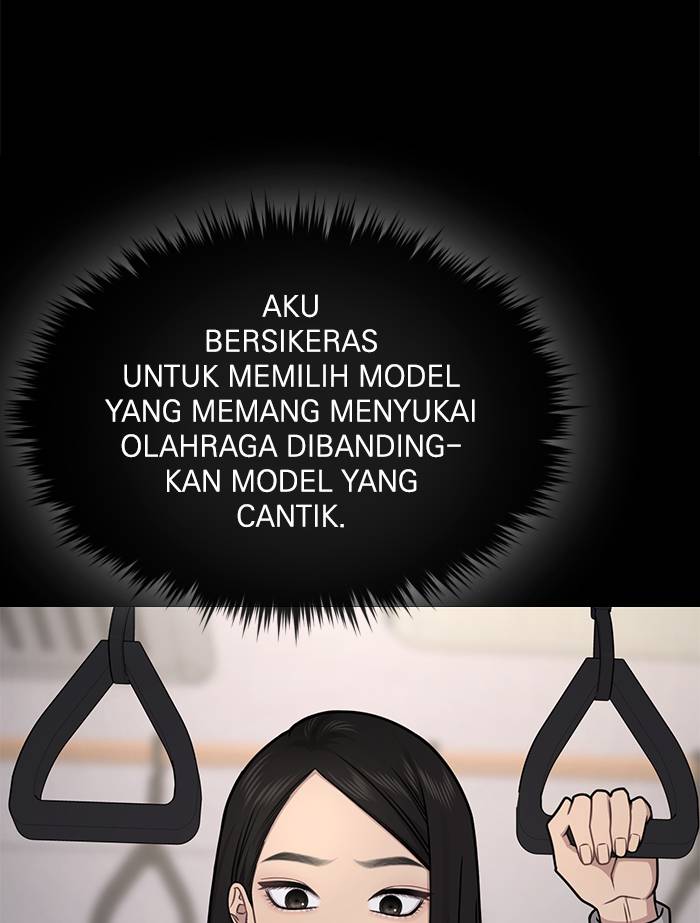 AKU
BERSIKERAS
UNTUK MEMILIH MODEL
YANG MEMANG MENYUKAI
OLAHRAGA DIBANDING-
KAN MODEL YANG
CANTIK.